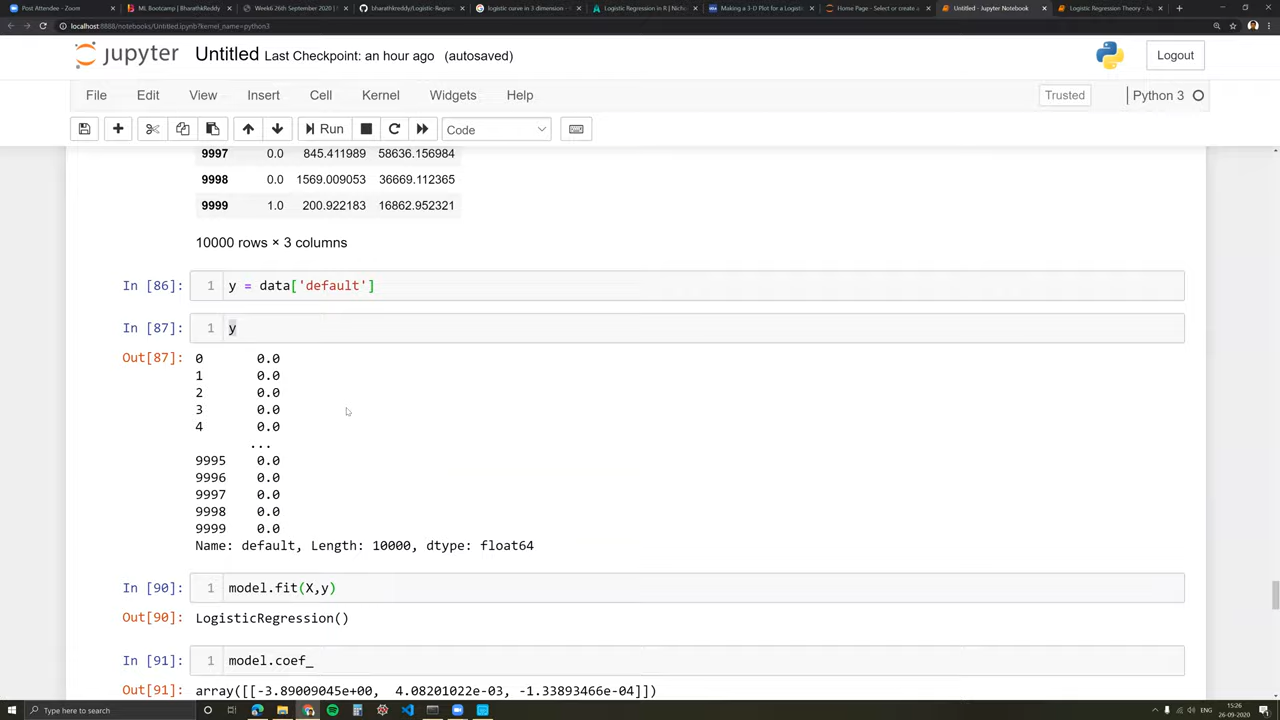 Post Attendee - Zoom
ML Bootcamp | BharathKReddy
Week6 26th September 2020 | N
bharathkreddy/Logistic-Regre
logistic curve in 3 dimension - G
Logistic Regression in R | Niche
Making a 3-D Plot for a Logistic
Home Page - Select or create a
Untitled - Jupyter Notebook
Logistic Regression Theory - Ju
localhost:8888/notebooks/Untitled.ipynb?kernel_name=python3
jupyter Untitled Last Checkpoint: an hour ago (autosaved)
Logout
File Edit View Insert Cell Kernel Widgets Help
Trusted
Python 3
Run
Code
9997 0.0 845.411989 58636.156984
9998 0.0 1569.009053 36669.112365
9999 1.0 200.922183 16862.952321
10000 rows × 3 columns
In [86]: 1 y = data['default']
In [87]: 1 y
Out[87]: 0 0.0
1 0.0
2 0.0
3 0.0
4 0.0
...
9995 0.0
9996 0.0
9997 0.0
9998 0.0
9999 0.0
Name: default, Length: 10000, dtype: float64
In [90]: 1 model.fit(X,y)
Out[90]: LogisticRegression()
In [91]: 1 model.coef_
Out[91]: array([[-3.89009045e+00, 4.08201022e-03, -1.33893466e-04]])
Type here to search
ENG
15:26
26-09-2020